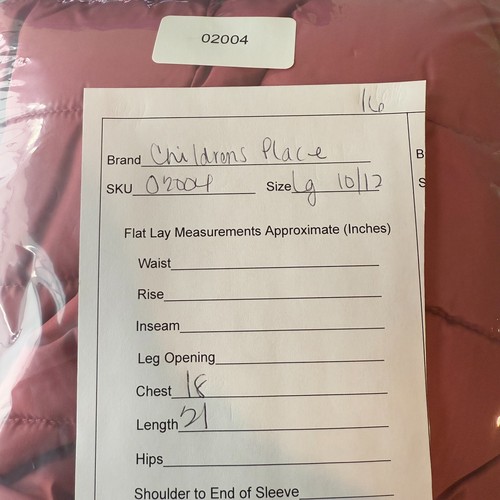 02004
16
Brand Childrens Place
B
SKU 02004 Size Lg 10/12
S
Flat Lay Measurements Approximate (Inches)
Waist
Rise
Inseam
Leg Opening
Chest 18
Length 21
Hips
Shoulder to End of Sleeve